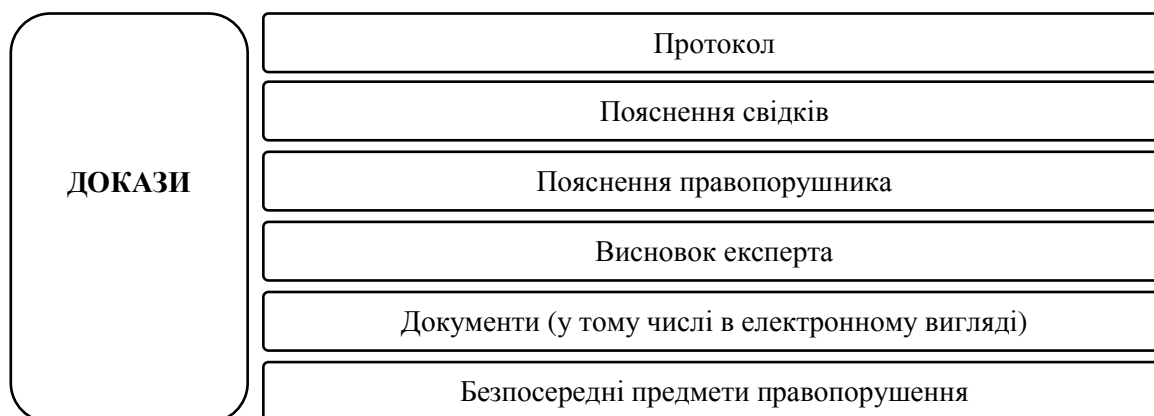 ДОКАЗИ
Протокол
Пояснення свідків
Пояснення правопорушника
Висновок експерта
Документи (у тому числі в електронному вигляді)
Безпосередні предмети правопорушення